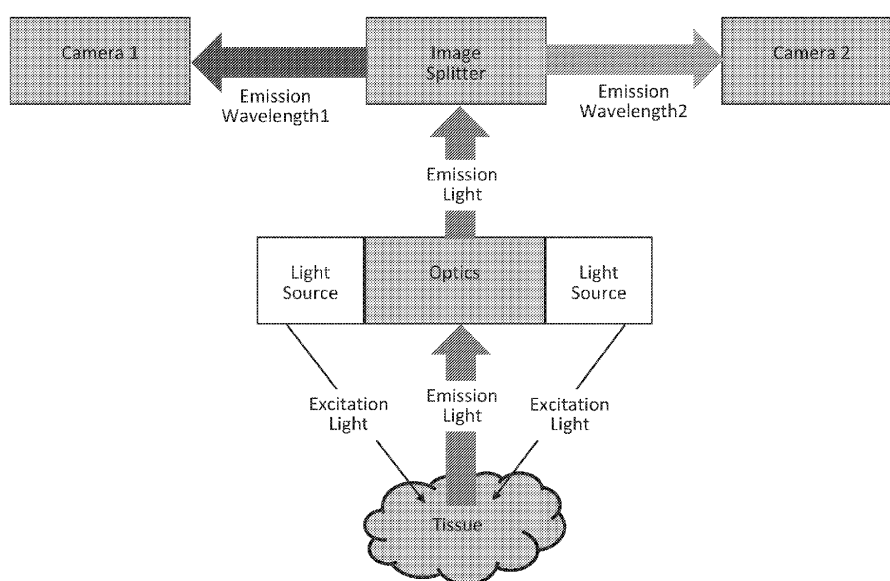 Camera 1
Image
Splitter
Camera 2
Emission
Wavelength1
Emission
Wavelength2
Emission
Light
Light
Source
Optics
Light
Source
Excitation
Light
Emission
Light
Excitation
Light
Tissue